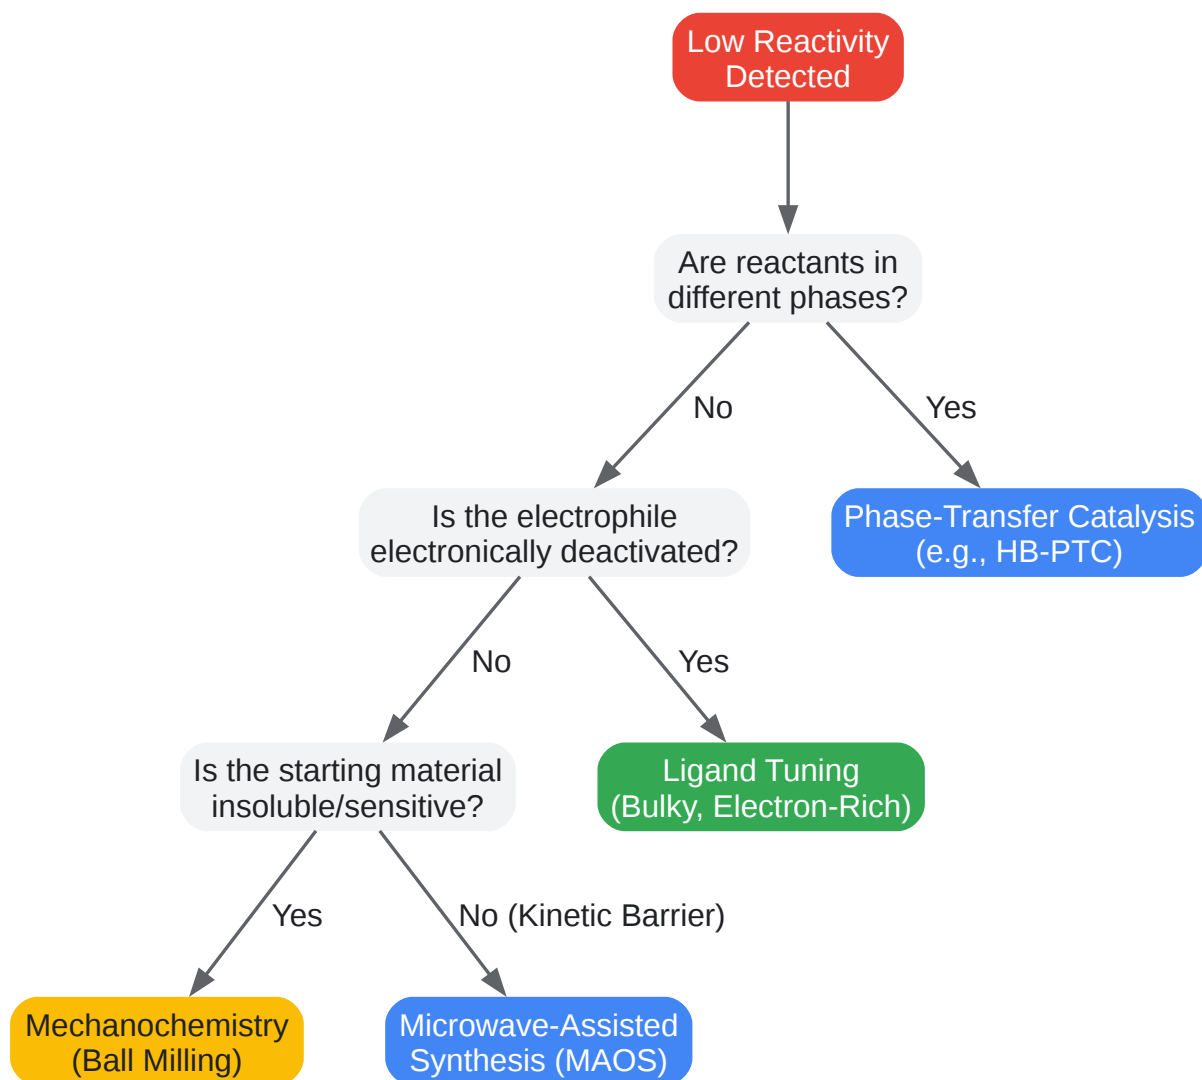 Low Reactivity
Detected
Are reactants in
different phases?
No
Yes
Is the electrophile
electronically deactivated?
Phase-Transfer Catalysis
(e.g., HB-PTC)
No
Yes
Is the starting material
insoluble/sensitive?
Ligand Tuning
(Bulky, Electron-Rich)
Yes
No (Kinetic Barrier)
Mechanochemistry
(Ball Milling)
Microwave-Assisted
Synthesis (MAOS)